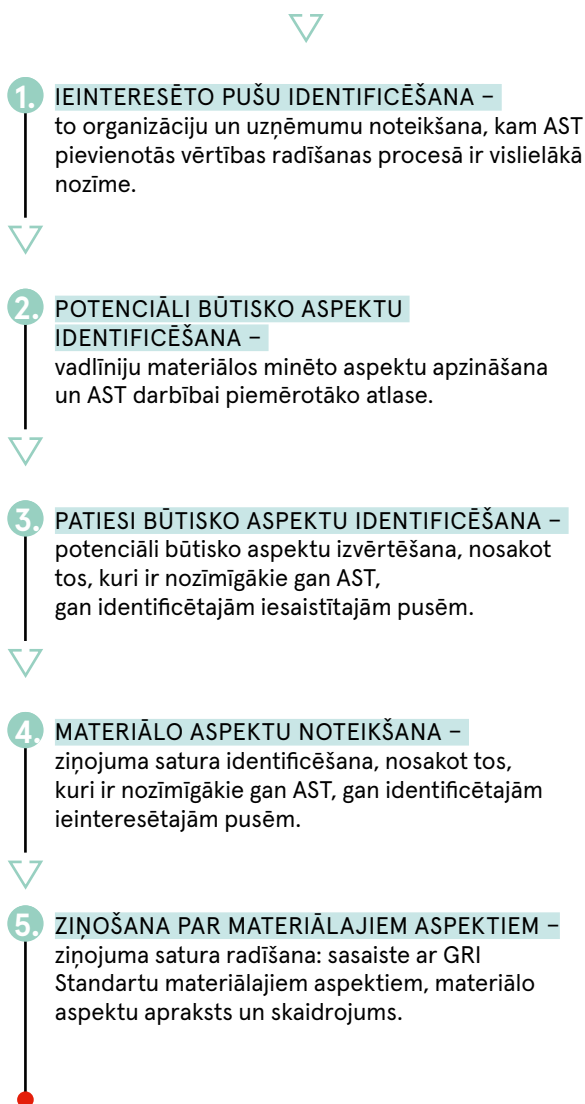 1. IEINTERESĒTO PUŠU IDENTIFICĒŠANA –
to organizāciju un uzņēmumu noteikšana, kam AST
pievienotās vērtības radīšanas procesā ir vislielākā
nozīme.
2. POTENCIĀLI BŪTISKO ASPEKTU
IDENTIFICĒŠANA –
vadlīniju materiālos minēto aspektu apzināšana
un AST darbībai piemērotāko atlase.
3. PATIESI BŪTISKO ASPEKTU IDENTIFICĒŠANA –
potenciāli būtisko aspektu izvērtēšana, nosakot
tos, kuri ir nozīmīgākie gan AST,
gan identificētajām iesaistītajām pusēm.
4. MATERIĀLO ASPEKTU NOTEIKŠANA –
ziņojuma satura identificēšana, nosakot tos,
kuri ir nozīmīgākie gan AST, gan identificētajām
ieinteresētajām pusēm.
5. ZIŅOŠANA PAR MATERIĀLAJIEM ASPEKTIEM –
ziņojuma satura radīšana: sasaiste ar GRI
Standartu materiālajiem aspektiem, materiālo
aspektu apraksts un skaidrojums.